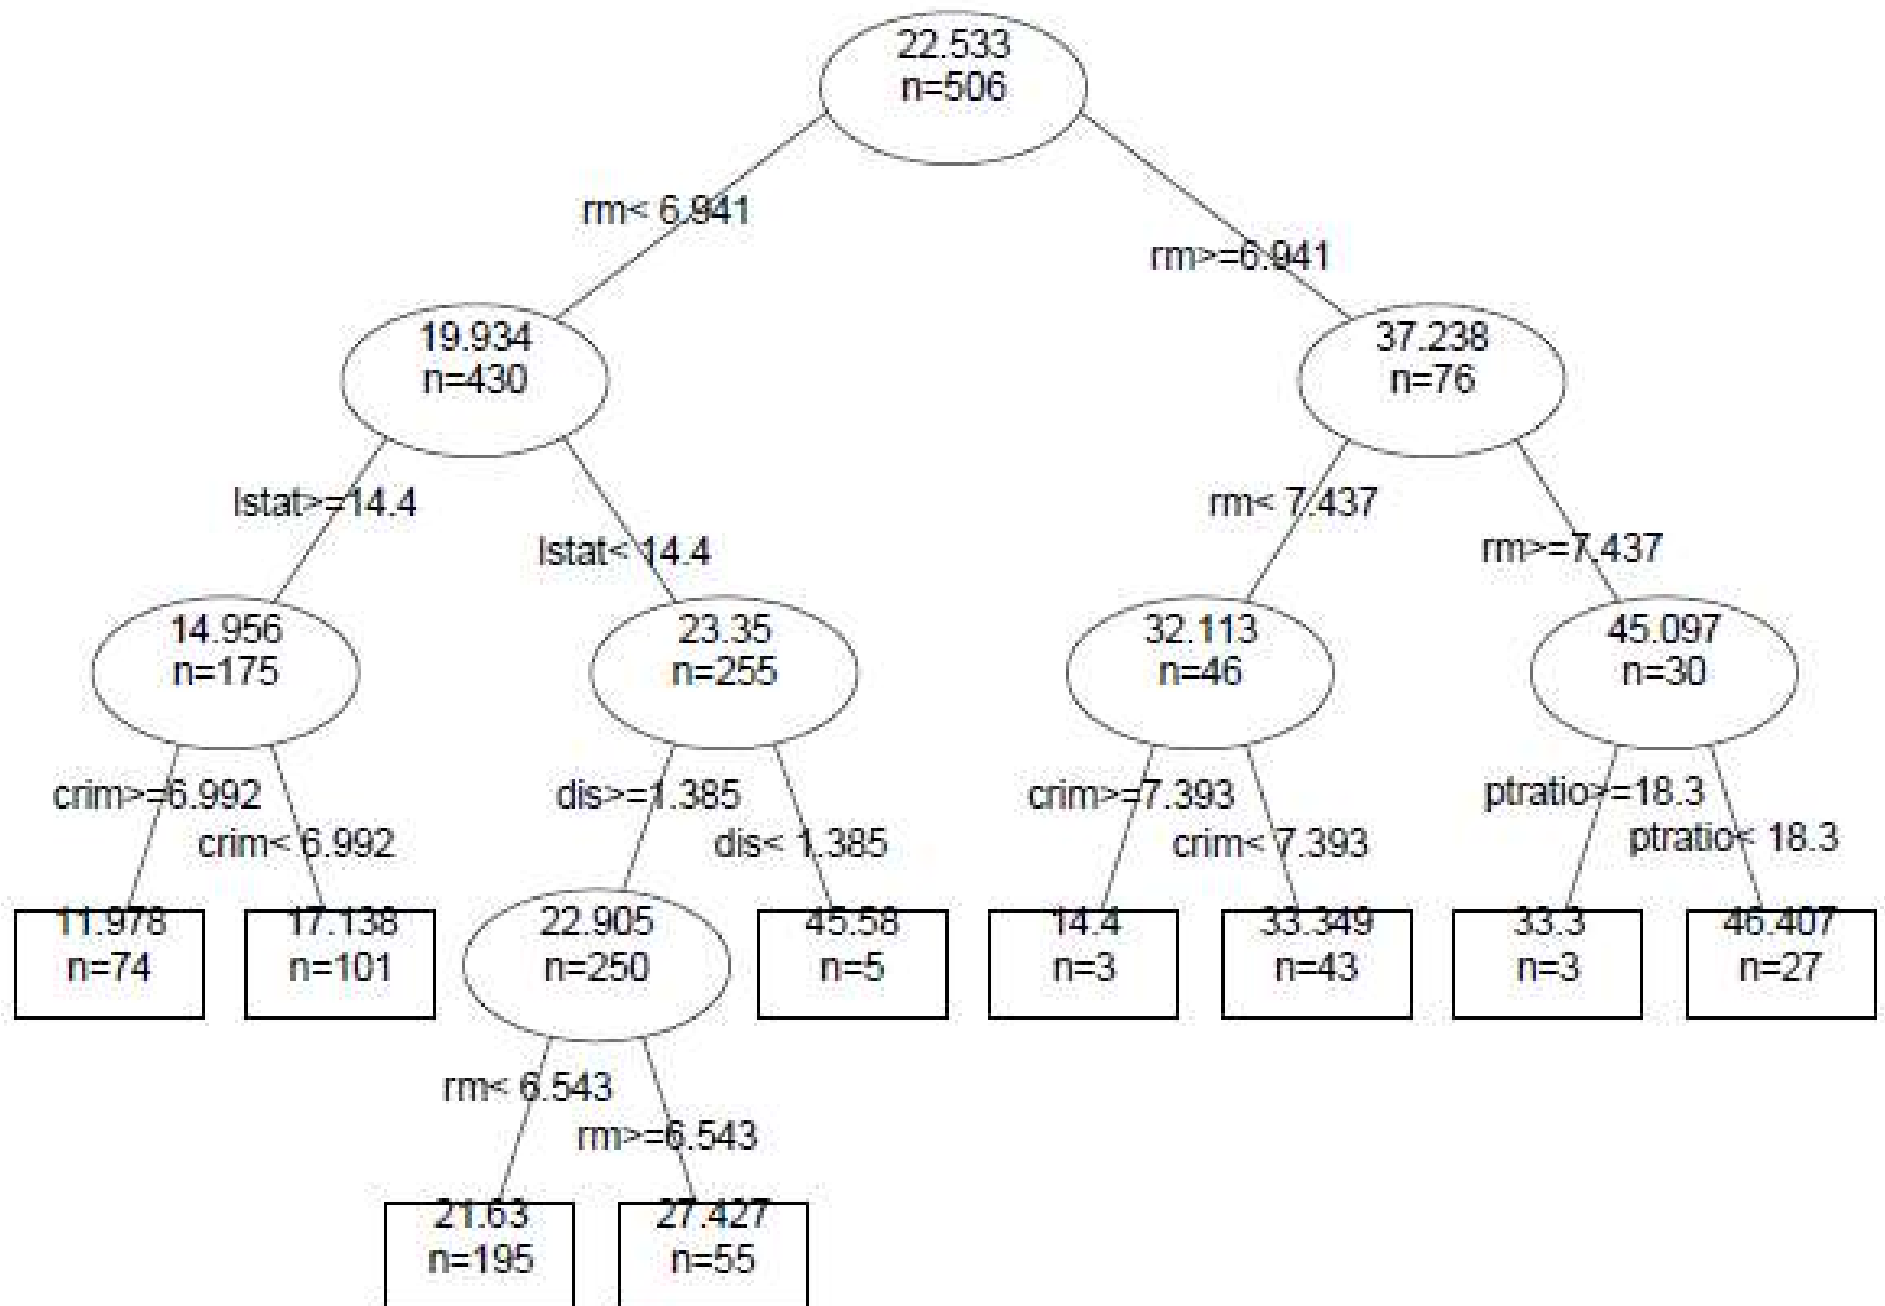 22.533
n=506
rm< 6.941
rm>=6.941
19.934
n=430
37.238
n=76
lstat>=14.4
lstat< 14.4
rm< 7.437
rm>=7.437
14.956
n=175
23.35
n=255
32.113
n=46
45.097
n=30
crim>=6.992
crim< 6.992
dis>=1.385
dis< 1.385
crim>=7.393
crim< 7.393
ptratio>=18.3
ptratio< 18.3
11.978
n=74
17.138
n=101
22.905
n=250
45.58
n=5
14.4
n=3
33.349
n=43
33.3
n=3
46.407
n=27
rm< 6.543
rm>=6.543
21.63
n=195
27.427
n=55